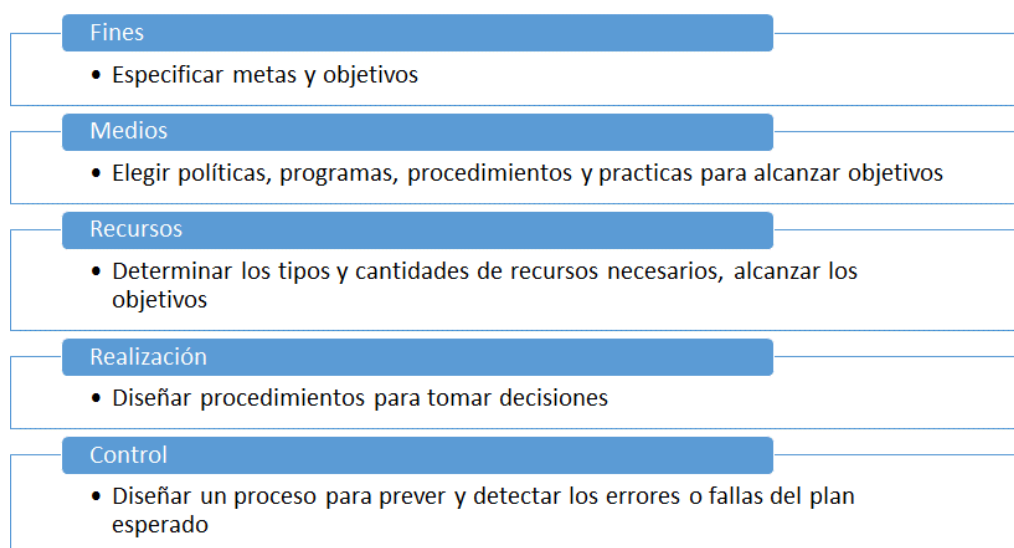 Fines
• Especificar metas y objetivos
Medios
• Elegir políticas, programas, procedimientos y practicas para alcanzar objetivos
Recursos
• Determinar los tipos y cantidades de recursos necesarios, alcanzar los
objetivos
Realización
• Diseñar procedimientos para tomar decisiones
Control
• Diseñar un proceso para prever y detectar los errores o fallas del plan
esperado